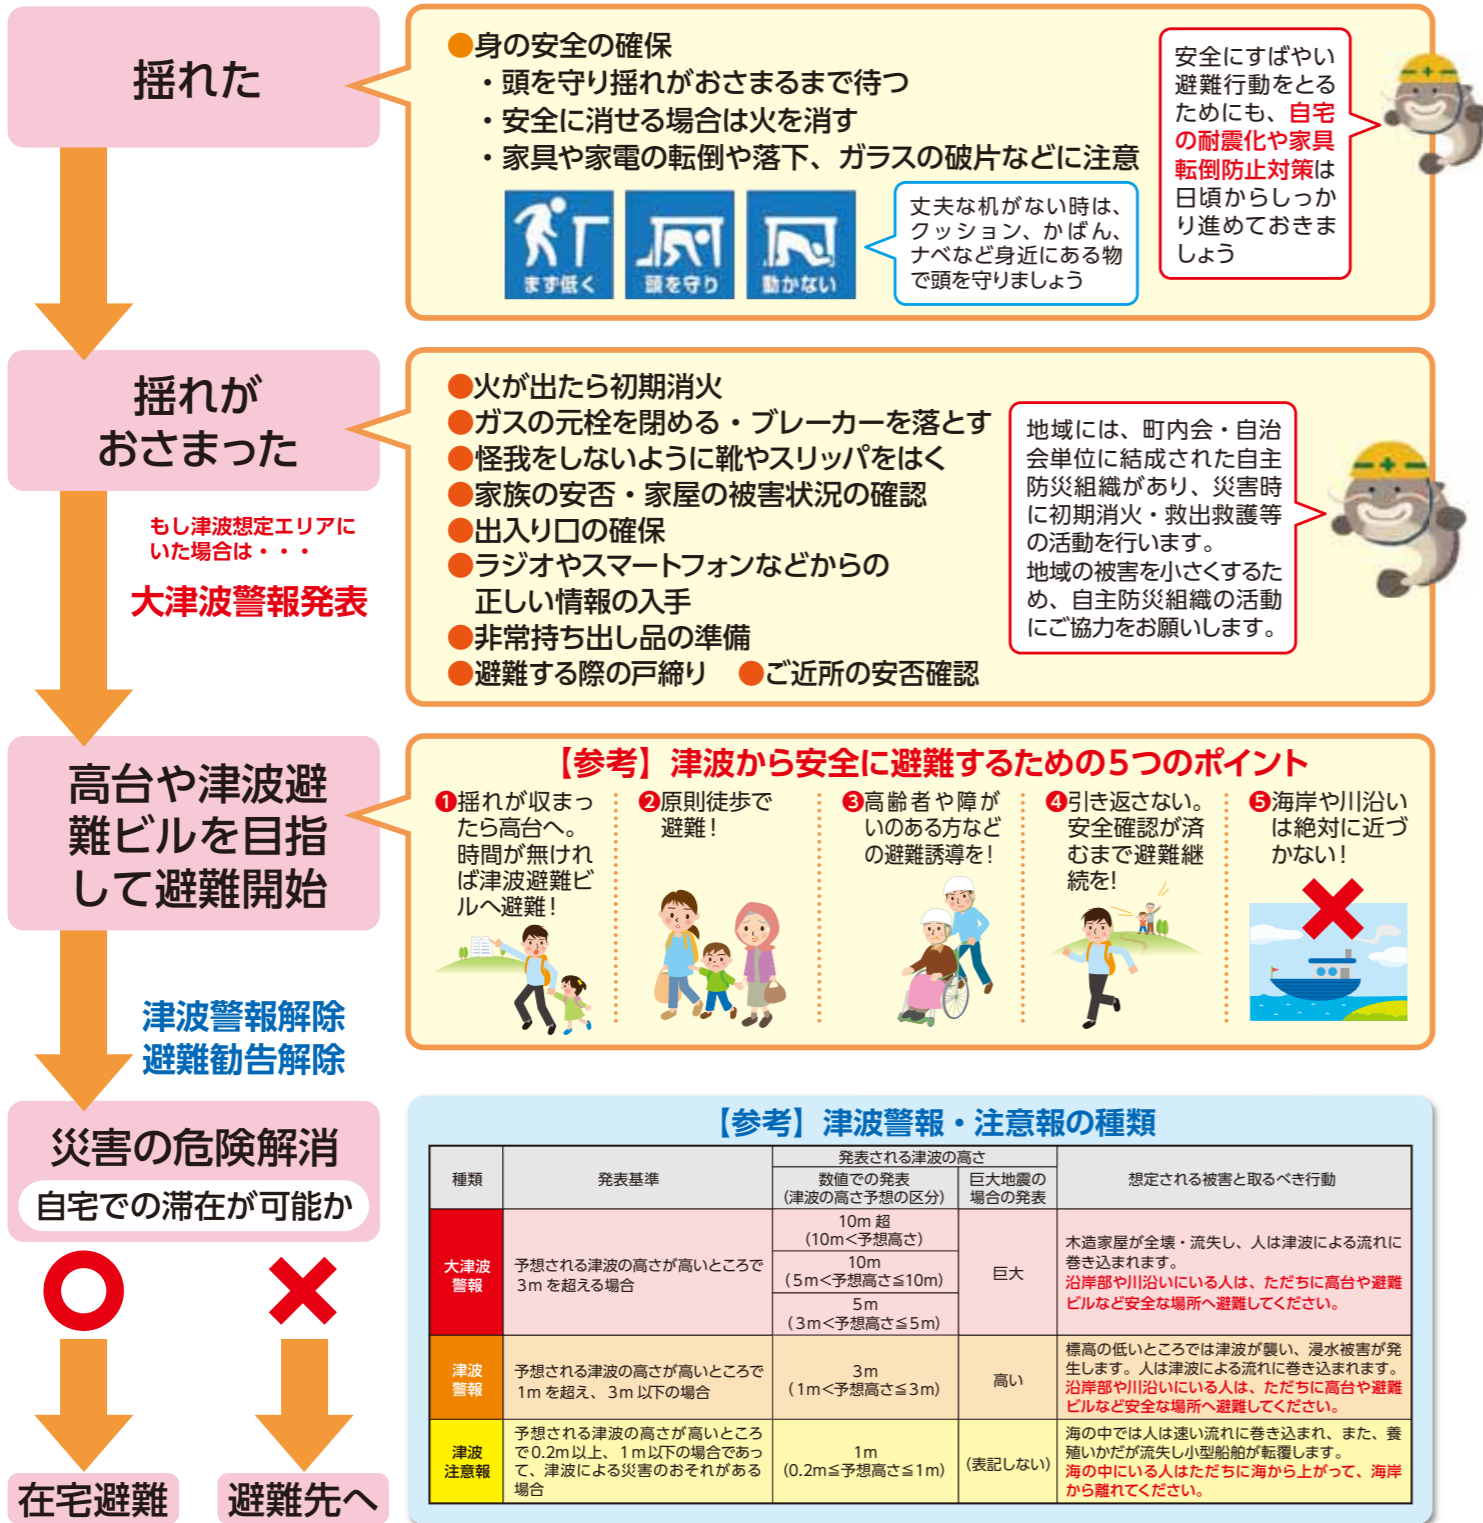 揺れた
●身の安全の確保
・頭を守り揺れがおさまるまで待つ
・安全に消せる場合は火を消す
・家具や家電の転倒や落下、ガラスの破片などに注意
まず低く
頭を守り
動かない
丈夫な机がない時は、
クッション、かばん、
ナベなど身近にある物
で頭を守りましょう
安全にすばやい
避難行動をとる
ためにも、自宅
の耐震化や家具
転倒防止対策は
日頃からしっか
り進めておきま
しょう
揺れが
おさまった
●火が出たら初期消火
●ガスの元栓を閉める・ブレーカーを落とす
●怪我をしないように靴やスリッパをはく
●家族の安否・家屋の被害状況の確認
●出入り口の確保
●ラジオやスマートフォンなどからの
正しい情報の入手
●非常持ち出し品の準備
●避難する際の戸締り ●ご近所の安否確認
地域には、町内会・自治
会単位に結成された自主
防災組織があり、災害時
に初期消火・救出救護等
の活動を行います。
地域の被害を小さくするた
め、自主防災組織の活動
にご協力をお願いします。
もし津波想定エリアに
いた場合は・・・
大津波警報発表
高台や津波避
難ビルを目指
して避難開始
【参考】津波から安全に避難するための5つのポイント
❶揺れが収まっ
たら高台へ。
時間が無けれ
ば津波避難ビ
ルへ避難！
❷原則徒歩で
避難！
❸高齢者や障が
いのある方など
の避難誘導を！
❹引き返さない。
安全確認が済
むまで避難継
続を！
❺海岸や川沿い
は絶対に近づ
かない！
津波警報解除
避難勧告解除
災害の危険解消
自宅での滞在が可能か
在宅避難
避難先へ
【参考】津波警報・注意報の種類
種類
発表基準
発表される津波の高さ
数値での発表
(津波の高さ予想の区分)
巨大地震の
場合の発表
想定される被害と取るべき行動
大津波
警報
予想される津波の高さが高いところで
3mを超える場合
10m超
(10m＜予想高さ)
10m
(5m＜予想高さ≦10m)
5m
(3m＜予想高さ≦5m)
巨大
木造家屋が全壊・流失し、人は津波による流れに
巻き込まれます。
沿岸部や川沿いにいる人は、ただちに高台や避難
ビルなど安全な場所へ避難してください。
津波
警報
予想される津波の高さが高いところで
1mを超え、3m以下の場合
3m
(1m＜予想高さ≦3m)
高い
標高の低いところでは津波が襲い、浸水被害が発
生します。人は津波による流れに巻き込まれます。
沿岸部や川沿いにいる人は、ただちに高台や避難
ビルなど安全な場所へ避難してください。
津波
注意報
予想される津波の高さが高いところ
で0.2m以上、1m以下の場合であっ
て、津波による災害のおそれがある
場合
1m
(0.2m≦予想高さ≦1m)
(表記しない)
海の中では人は速い流れに巻き込まれ、また、養
殖いかだが流失し小型船舶が転覆します。
海の中にいる人はただちに海から上がって、海岸
から離れてください。